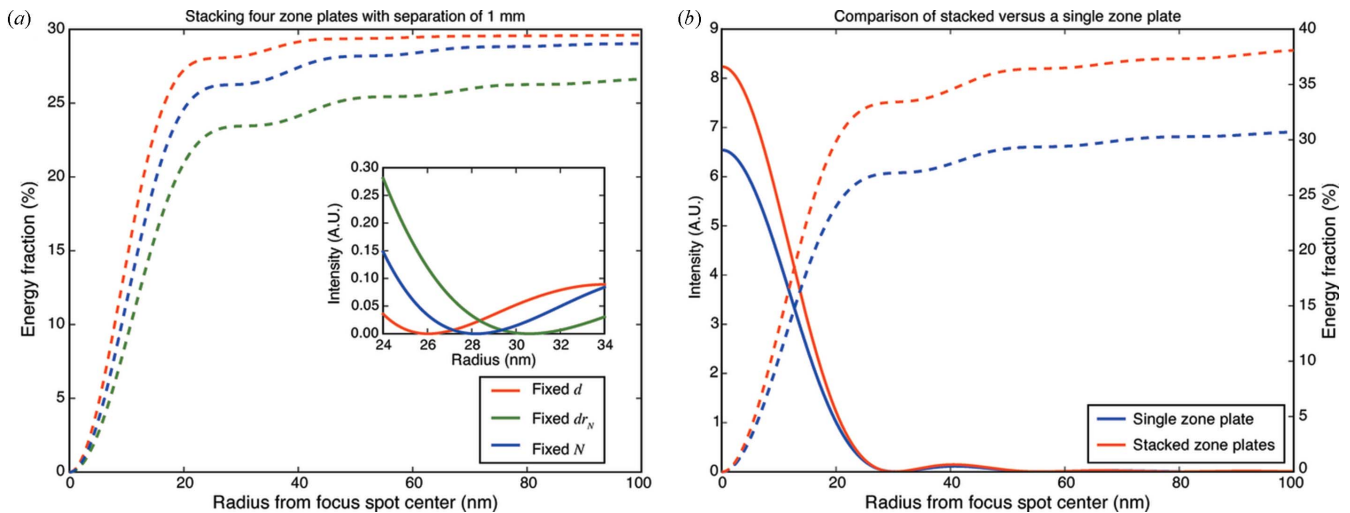 (a)
Stacking four zone plates with separation of 1 mm
Energy fraction (%)
30
25
20
15
10
5
0
0 20 40 60 80 100
Radius from focus spot center (nm)
Intensity (A.U.)
0.30
0.25
0.20
0.15
0.10
0.05
0.00
24 26 28 30 32 34
Radius (nm)
Fixed d
Fixed dr_N
Fixed N
(b)
Comparison of stacked versus a single zone plate
Intensity (A.U.)
9
8
7
6
5
4
3
2
1
0
0 20 40 60 80 100
Radius from focus spot center (nm)
40
35
30
25
20
15
10
5
0
Energy fraction (%)
Single zone plate
Stacked zone plates